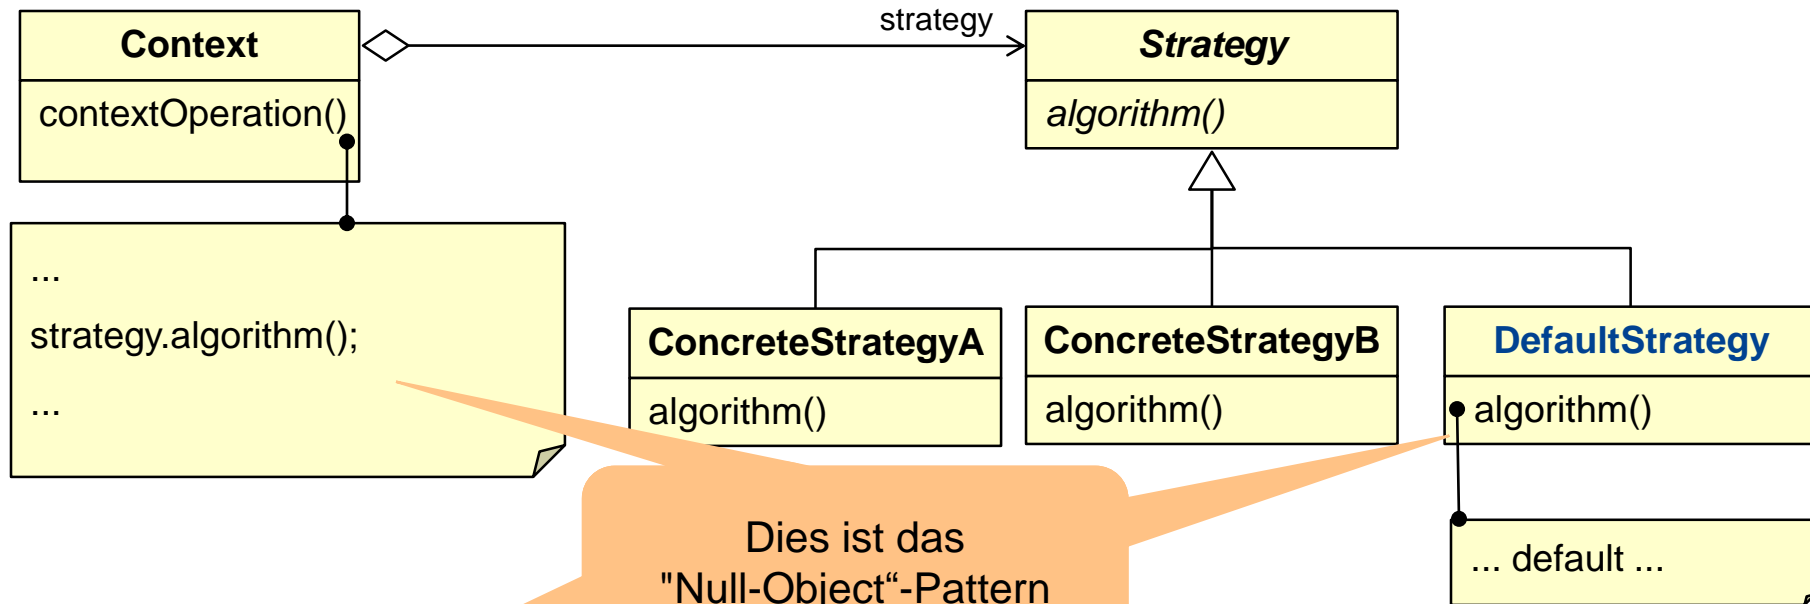 strategy
Context
contextOperation()
Strategy
algorithm()
...
strategy.algorithm();
...
ConcreteStrategyA
algorithm()
ConcreteStrategyB
algorithm()
DefaultStrategy
algorithm()
Dies ist das
"Null-Object“-Pattern
... default ...